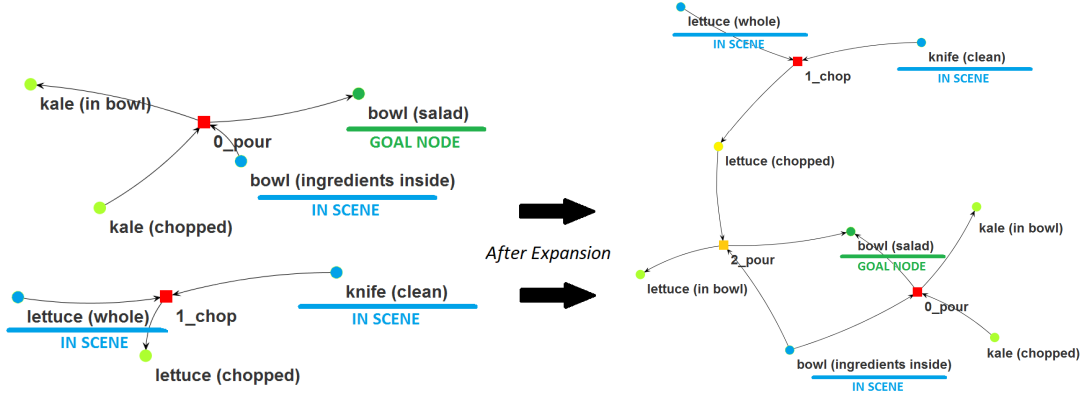 kale (in bowl)
0_pour
bowl (salad)
GOAL NODE
bowl (ingredients inside)
IN SCENE
kale (chopped)
lettuce (whole)
IN SCENE
1_chop
knife (clean)
IN SCENE
lettuce (chopped)
After Expansion
lettuce (whole)
IN SCENE
knife (clean)
IN SCENE
1_chop
lettuce (chopped)
kale (in bowl)
bowl (salad)
GOAL NODE
2_pour
lettuce (in bowl)
0_pour
kale (chopped)
bowl (ingredients inside)
IN SCENE